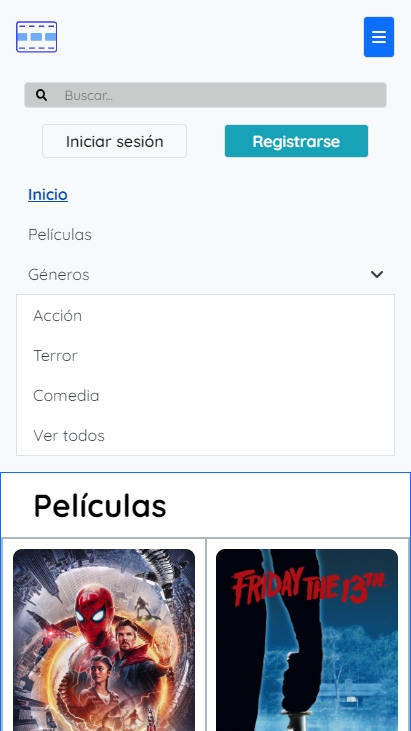 Buscar...
Iniciar sesión
Registrarse
Inicio
Películas
Géneros
Acción
Terror
Comedia
Ver todos
Películas
FRIDAY THE 13TH